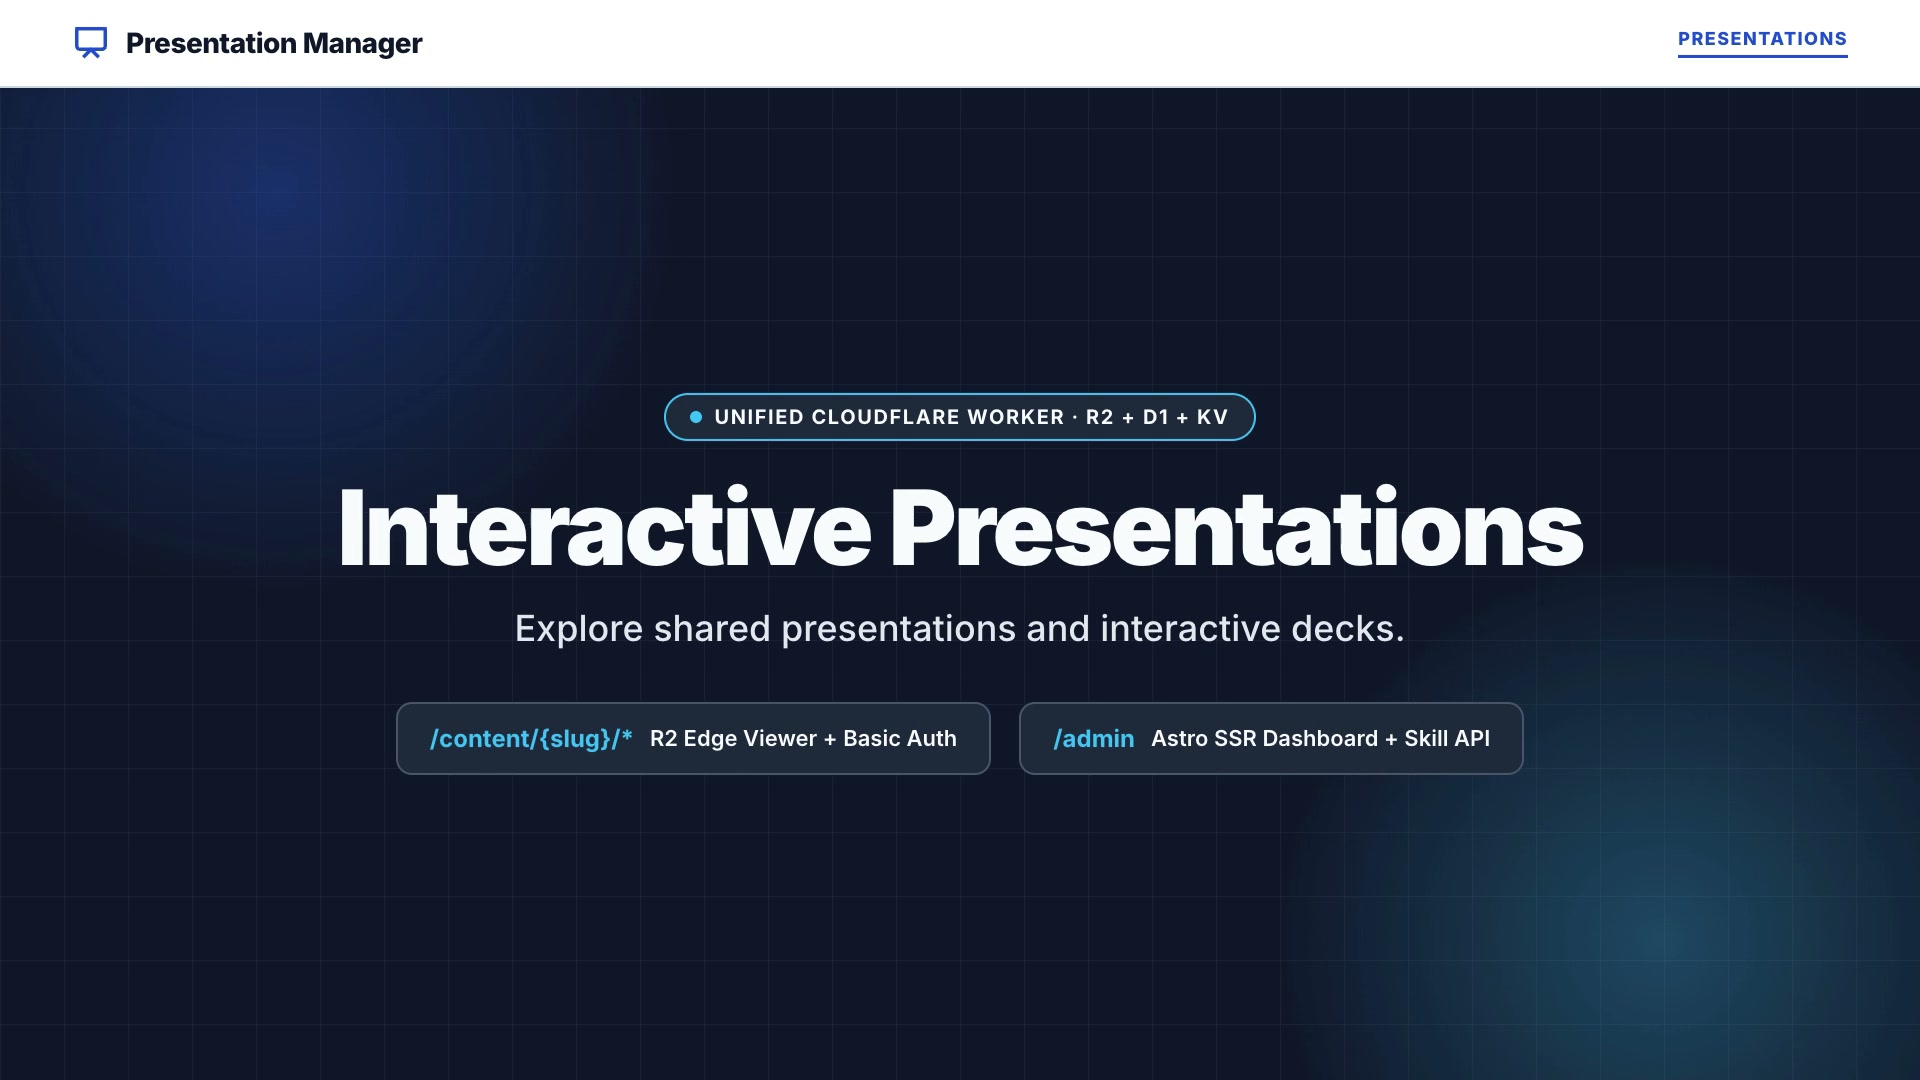 Presentation Manager
PRESENTATIONS
UNIFIED CLOUDFLARE WORKER · R2 + D1 + KV
Interactive Presentations
Explore shared presentations and interactive decks.
/content/{slug}/* R2 Edge Viewer + Basic Auth
/admin Astro SSR Dashboard + Skill API